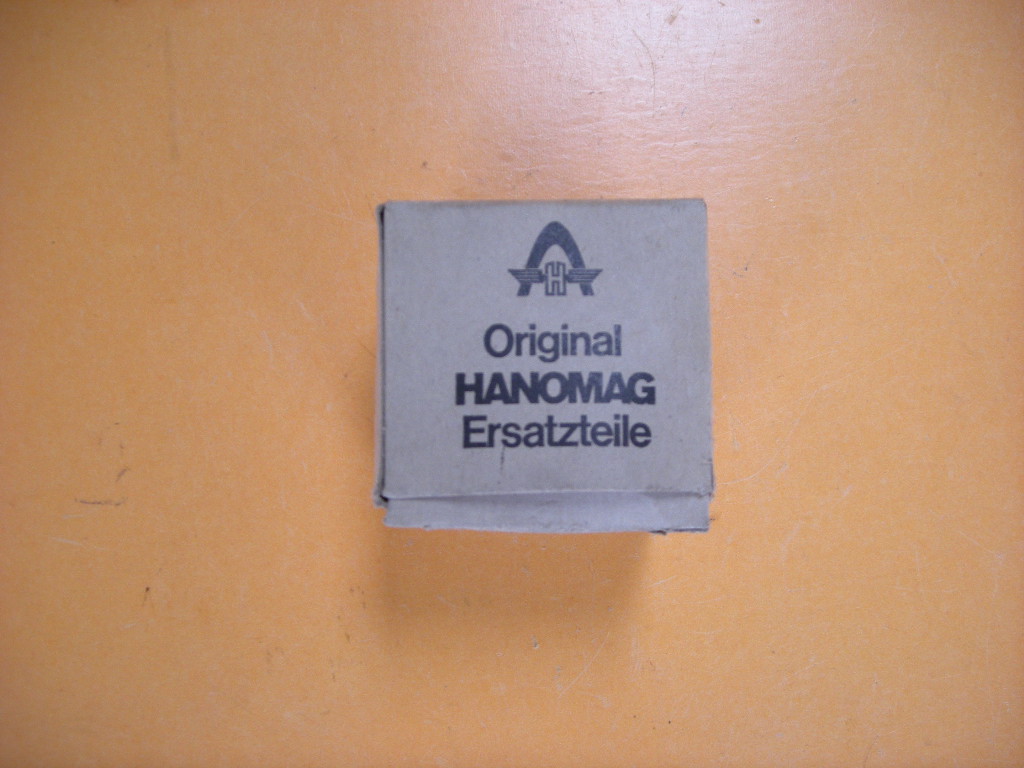 H
Original
HANOMAG
Ersatzteile